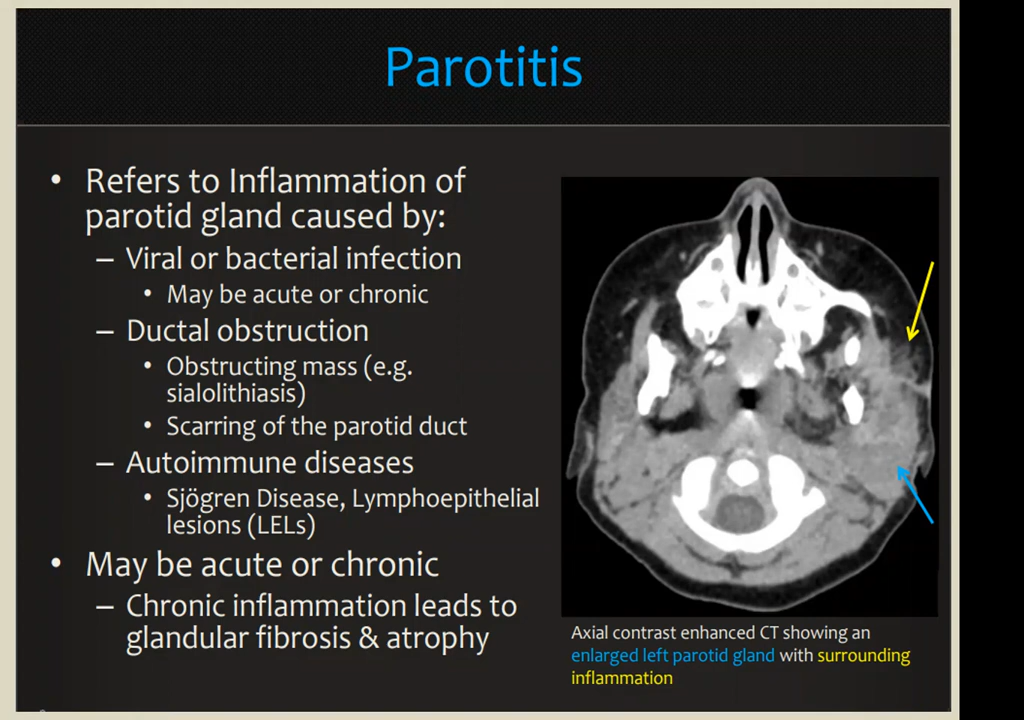 Parotitis
• Refers to Inflammation of
parotid gland caused by:
– Viral or bacterial infection
• May be acute or chronic
– Ductal obstruction
• Obstructing mass (e.g.
sialolithiasis)
• Scarring of the parotid duct
– Autoimmune diseases
• Sjögren Disease, Lymphoepithelial
lesions (LELs)
• May be acute or chronic
– Chronic inflammation leads to
glandular fibrosis & atrophy
Axial contrast enhanced CT showing an
enlarged left parotid gland with surrounding
inflammation